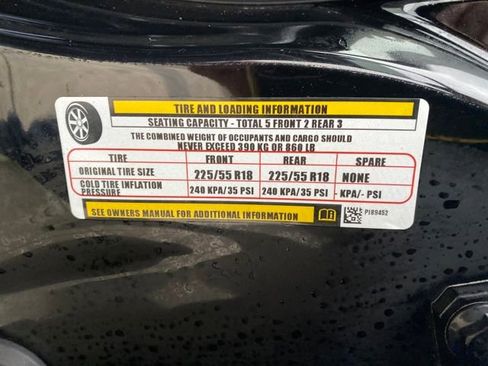 TIRE AND LOADING INFORMATION
SEATING CAPACITY - TOTAL 5 FRONT 2 REAR 3
THE COMBINED WEIGHT OF OCCUPANTS AND CARGO SHOULD
NEVER EXCEED 390 KG OR 860 LB
TIRE FRONT REAR SPARE
ORIGINAL TIRE SIZE 225/55 R18 225/55 R18 NONE
COLD TIRE INFLATION
PRESSURE 240 KPA/35 PSI 240 KPA/35 PSI KPA/- PSI
SEE OWNERS MANUAL FOR ADDITIONAL INFORMATION
PI89452